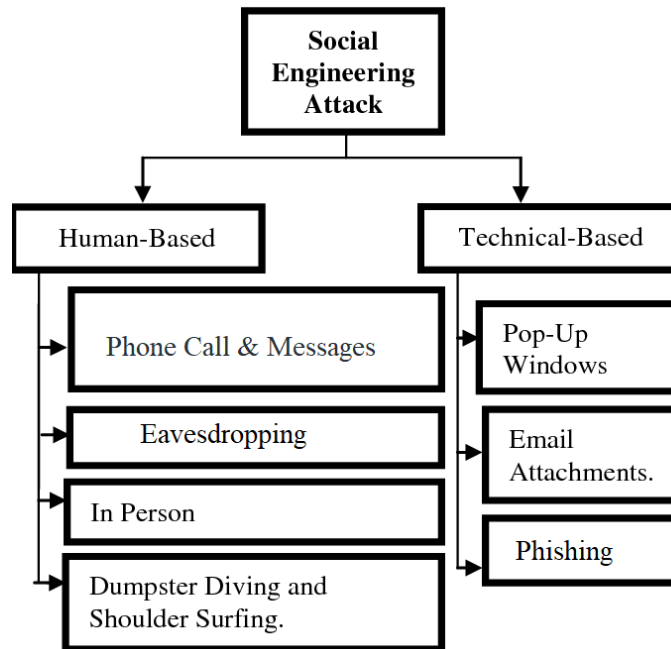 Social
Engineering
Attack
Human-Based
Technical-Based
Phone Call & Messages
Eavesdropping
In Person
Dumpster Diving and
Shoulder Surfing.
Pop-Up
Windows
Email
Attachments.
Phishing